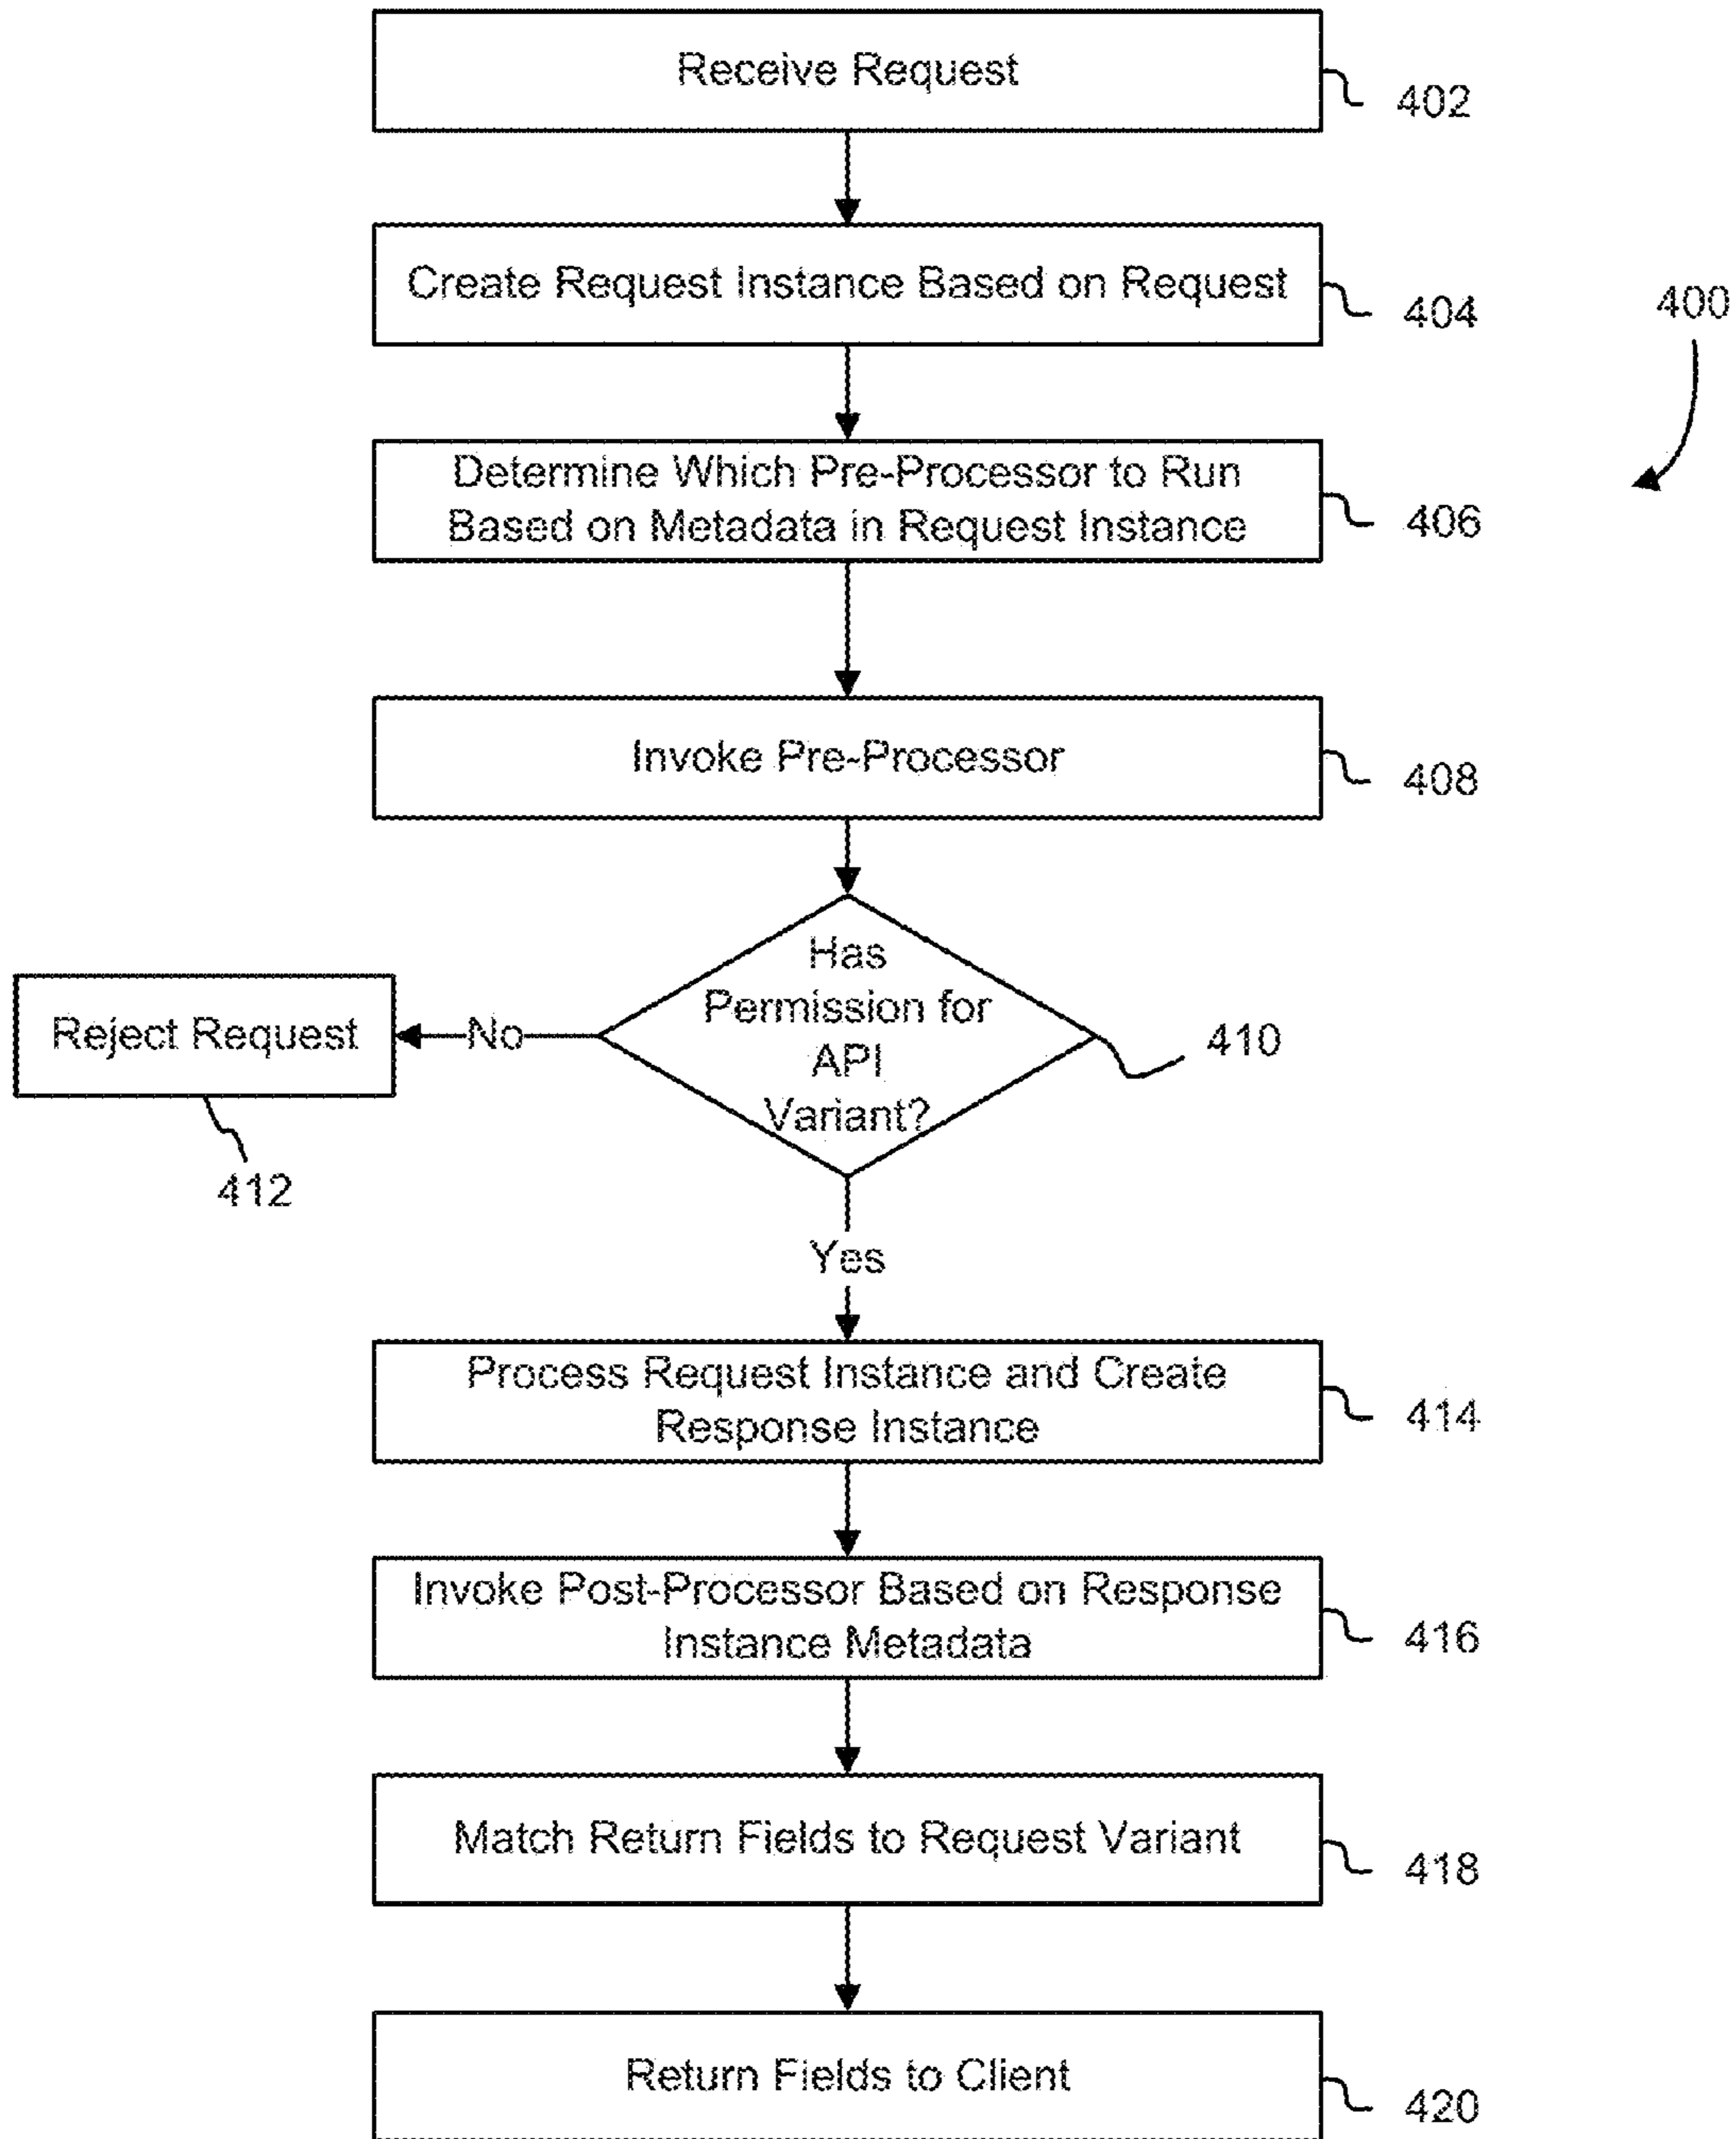 Receive Request
402
Create Request Instance Based on Request
404
400
Determine Which Pre-Processor to Run
Based on Metadata in Request Instance
406
Invoke Pre-Processor
408
Has
Permission for
API
Variant?
410
No
Reject Request
412
Yes
Process Request Instance and Create
Response Instance
414
Invoke Post-Processor Based on Response
Instance Metadata
416
Match Return Fields to Request Variant
418
Return Fields to Client
420